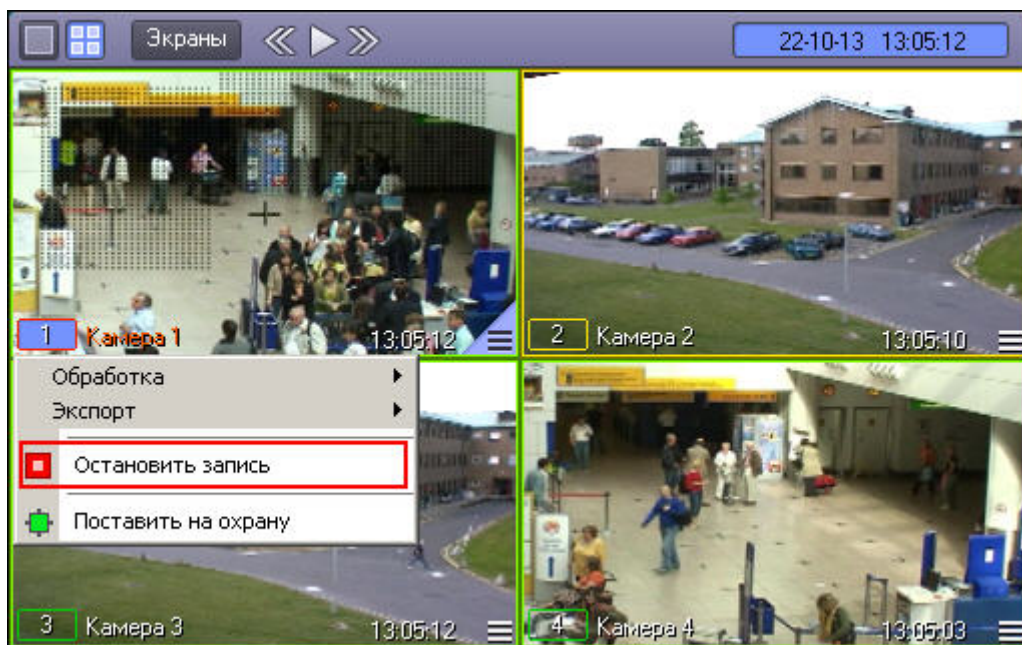 Экраны
22-10-13 13:05:12
1 Камера 1 13:05:12
2 Камера 2 13:05:10
Обработка
Экспорт
Остановить запись
Поставить на охрану
3 Камера 3 13:05:12
4 Камера 4 13:05:03